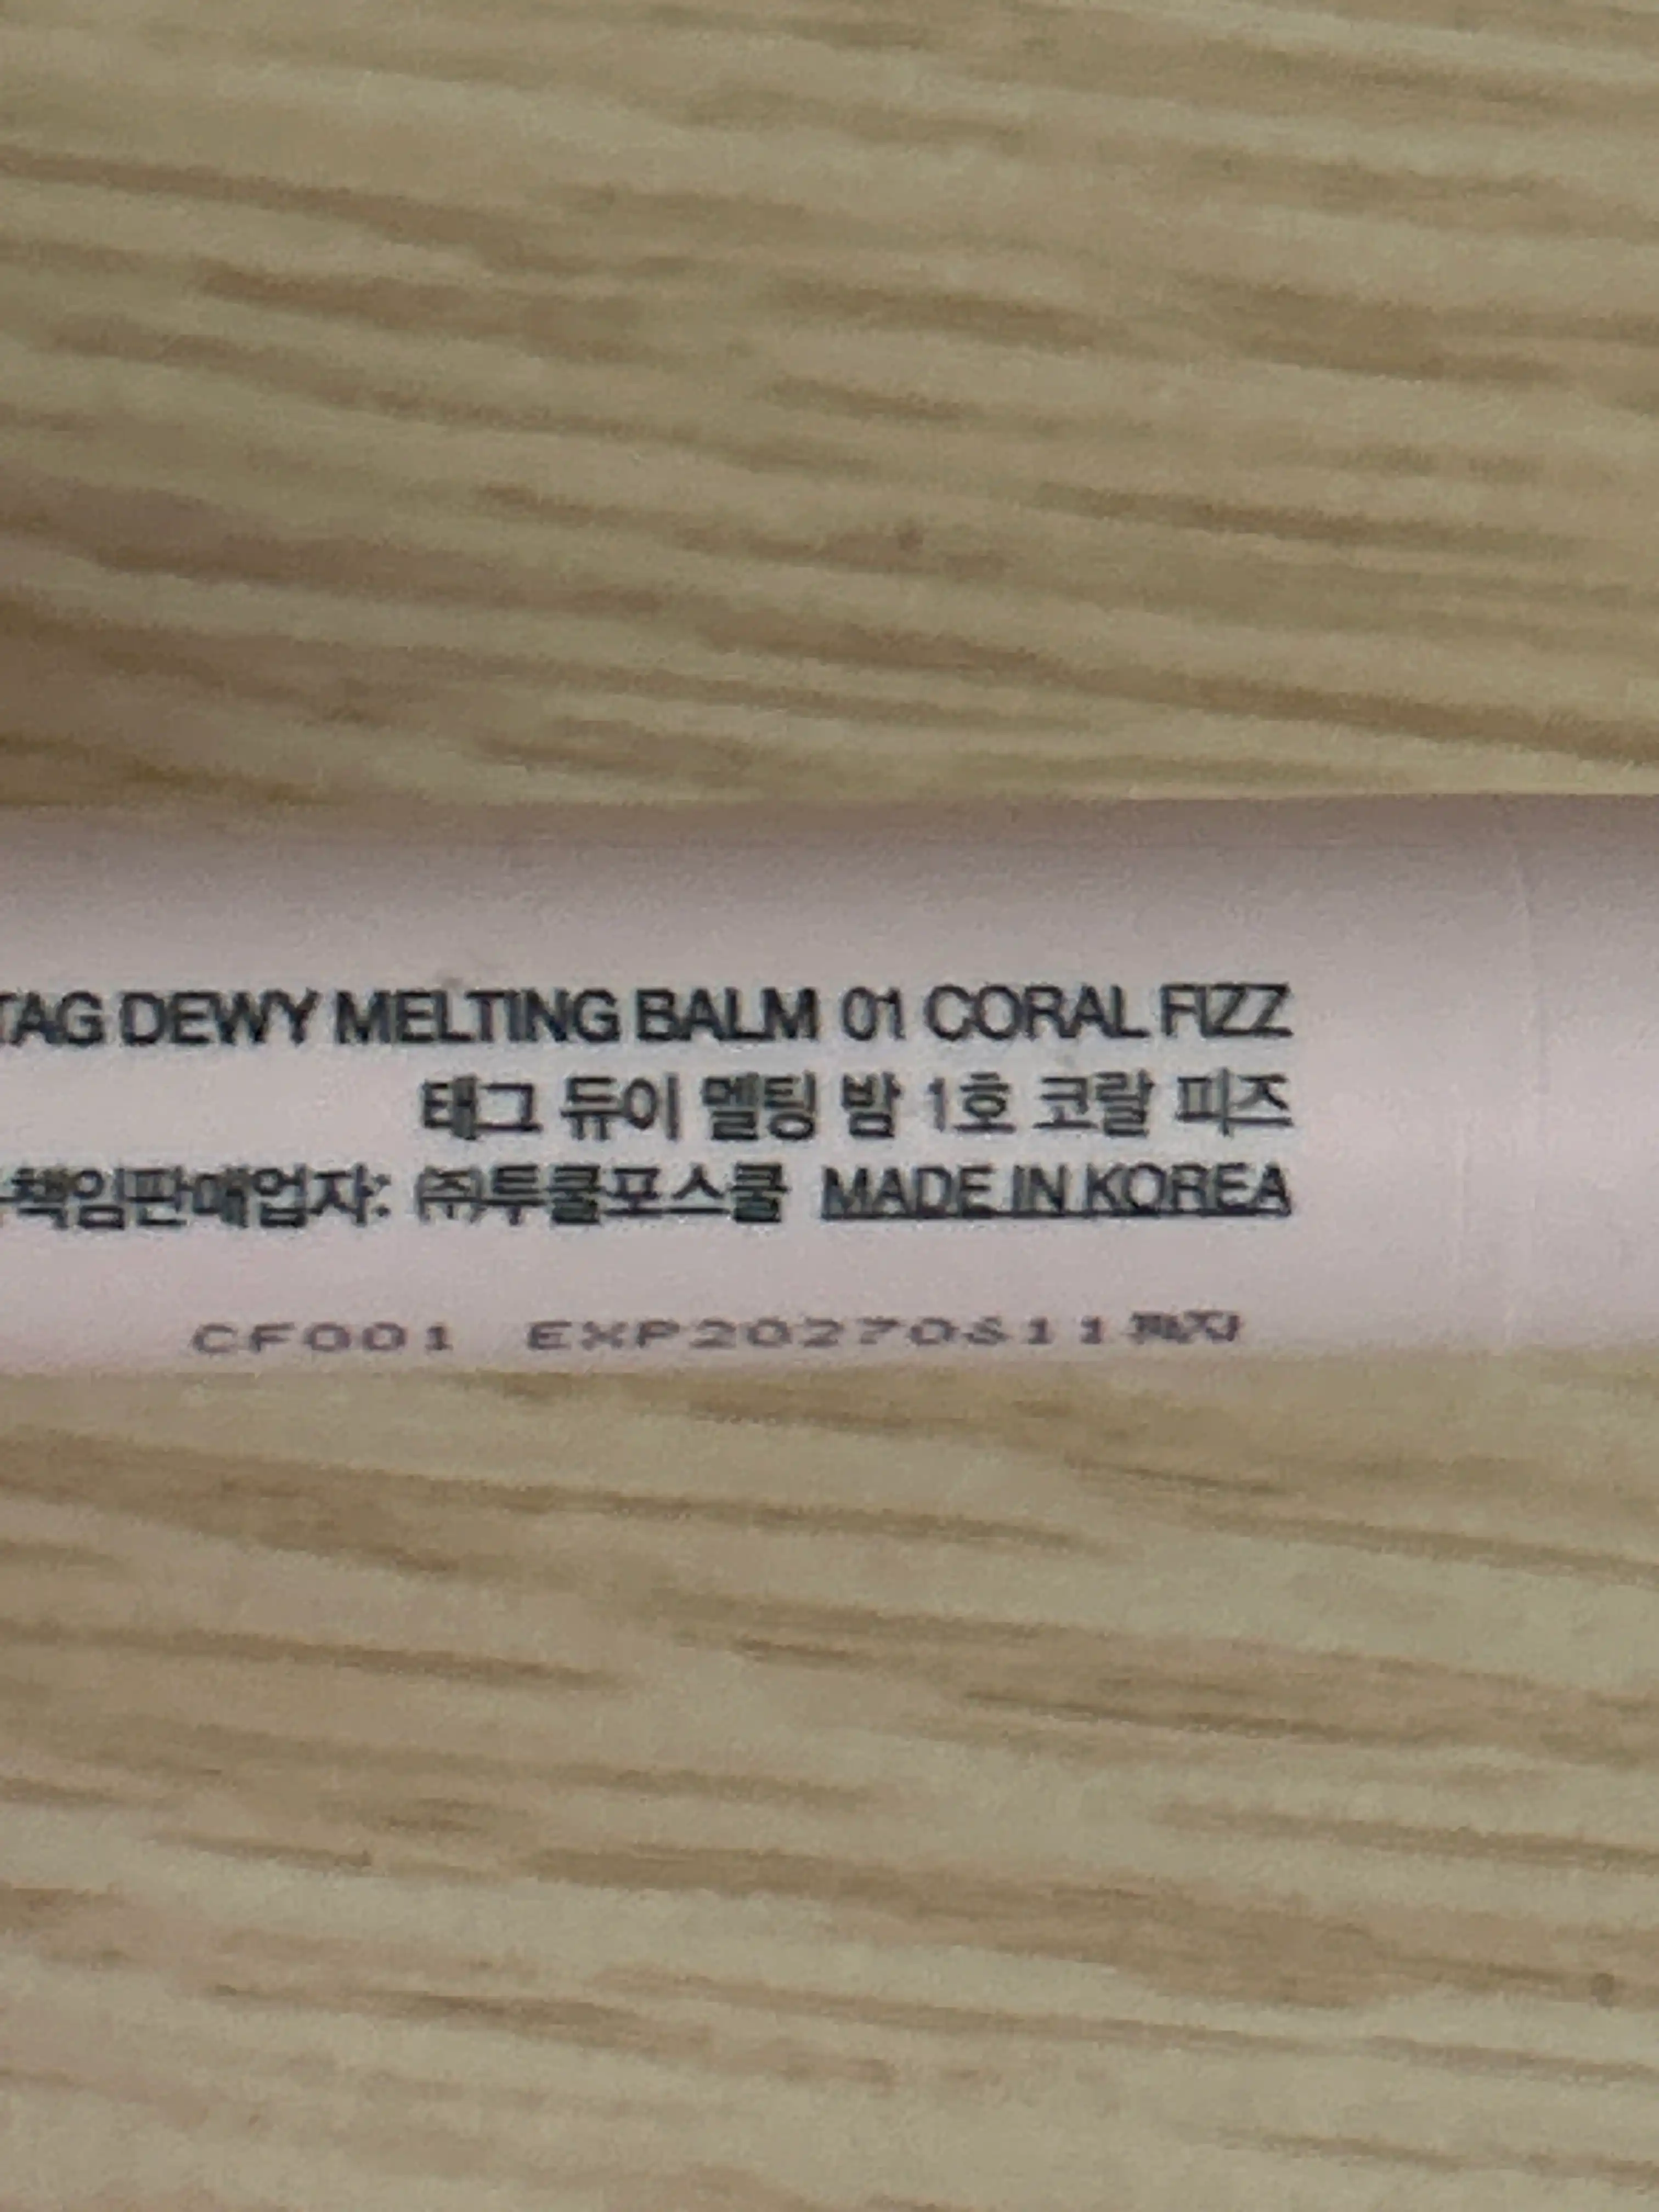 TAG DEWY MELTING BALM 01 CORAL FIZZ
태그 듀이 멜팅 밤 1호 코랄 피즈
책임판매업자: ㈜투쿨포스쿨 MADE IN KOREA
CF001 EXP20270611까지